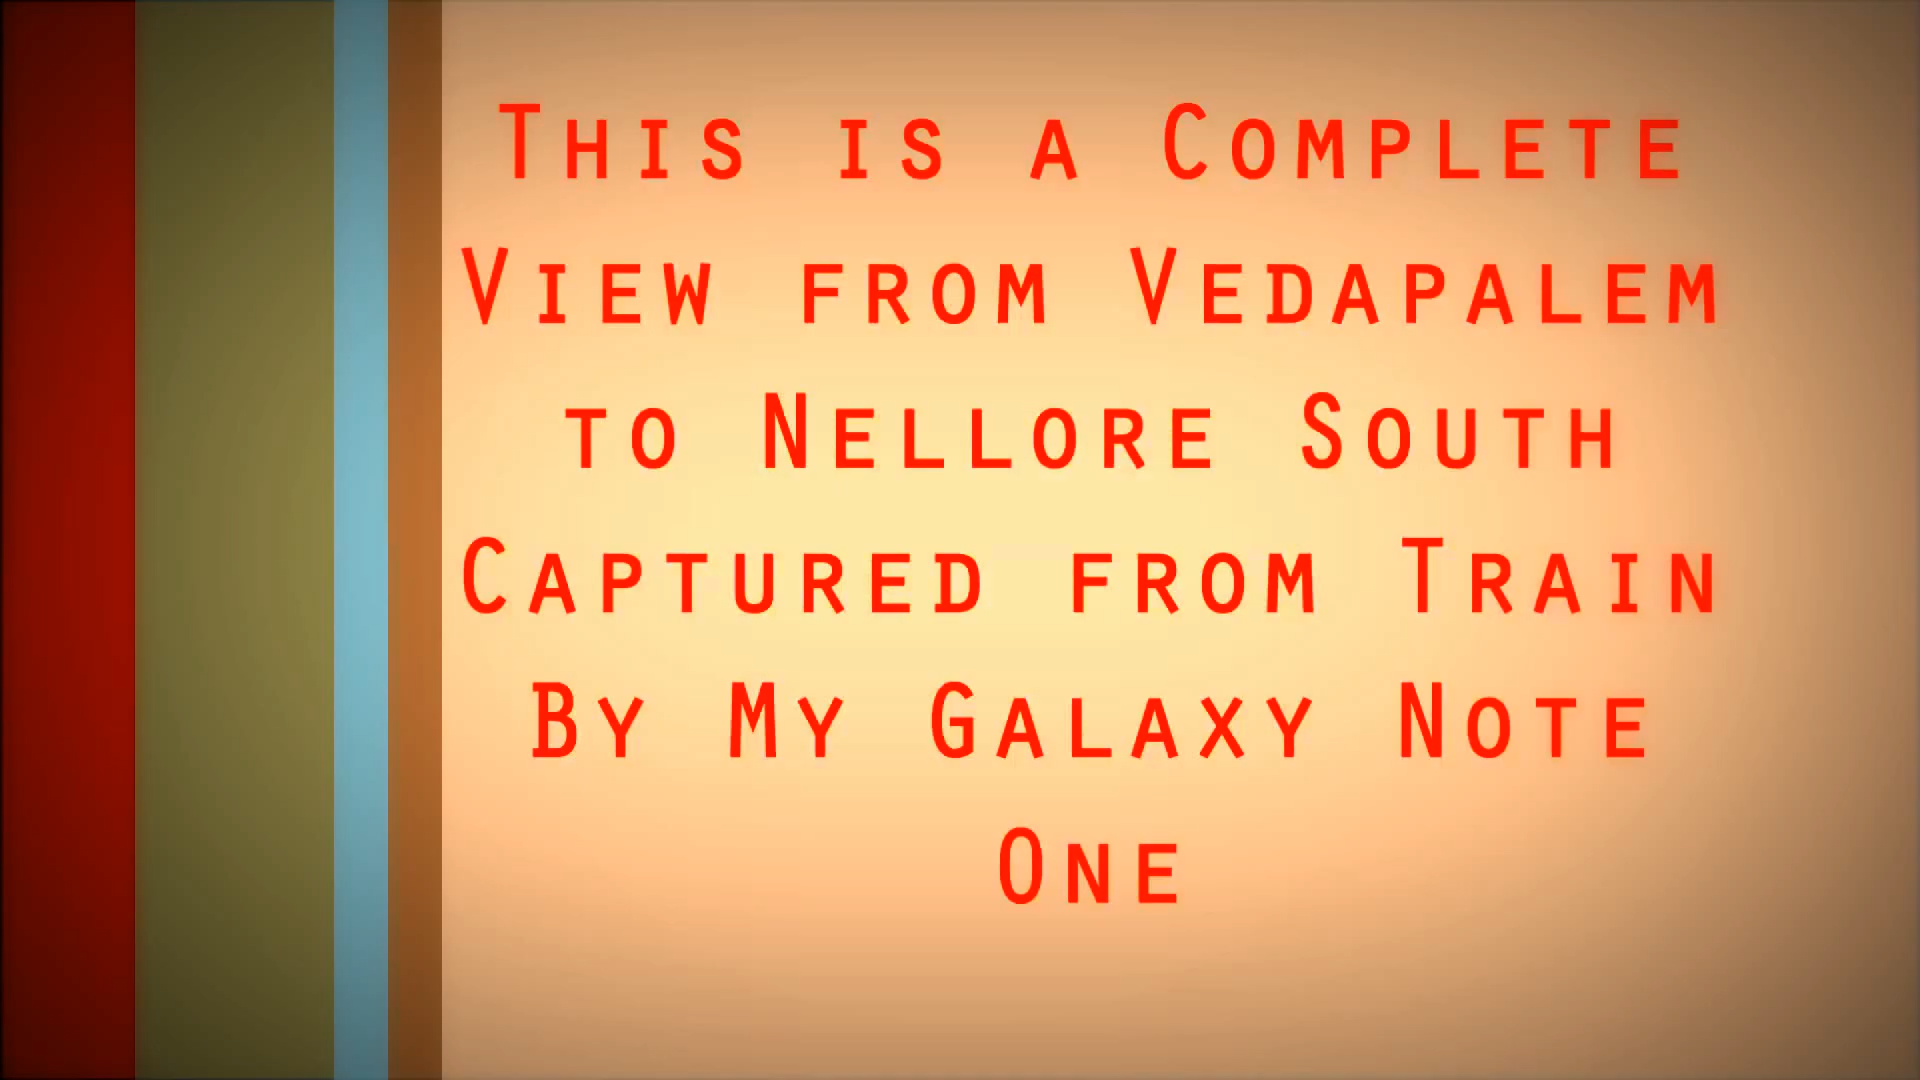 This is a Complete
View from Vedapalem
to Nellore South
Captured from Train
By My Galaxy Note
One